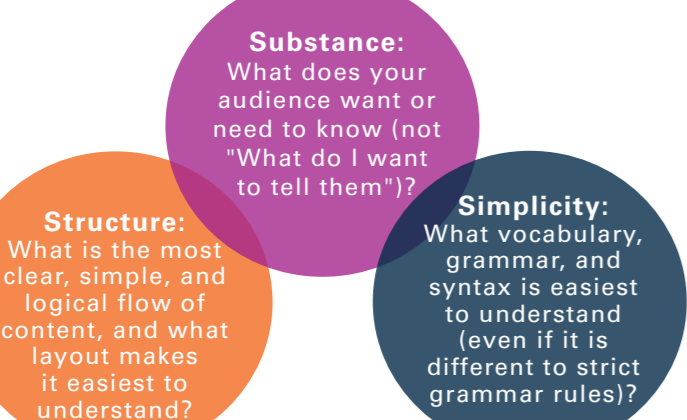 Substance:
What does your
audience want or
need to know (not
"What do I want
to tell them")?
Structure:
What is the most
clear, simple, and
logical flow of
content, and what
layout makes
it easiest to
understand?
Simplicity:
What vocabulary,
grammar, and
syntax is easiest
to understand
(even if it is
different to strict
grammar rules)?